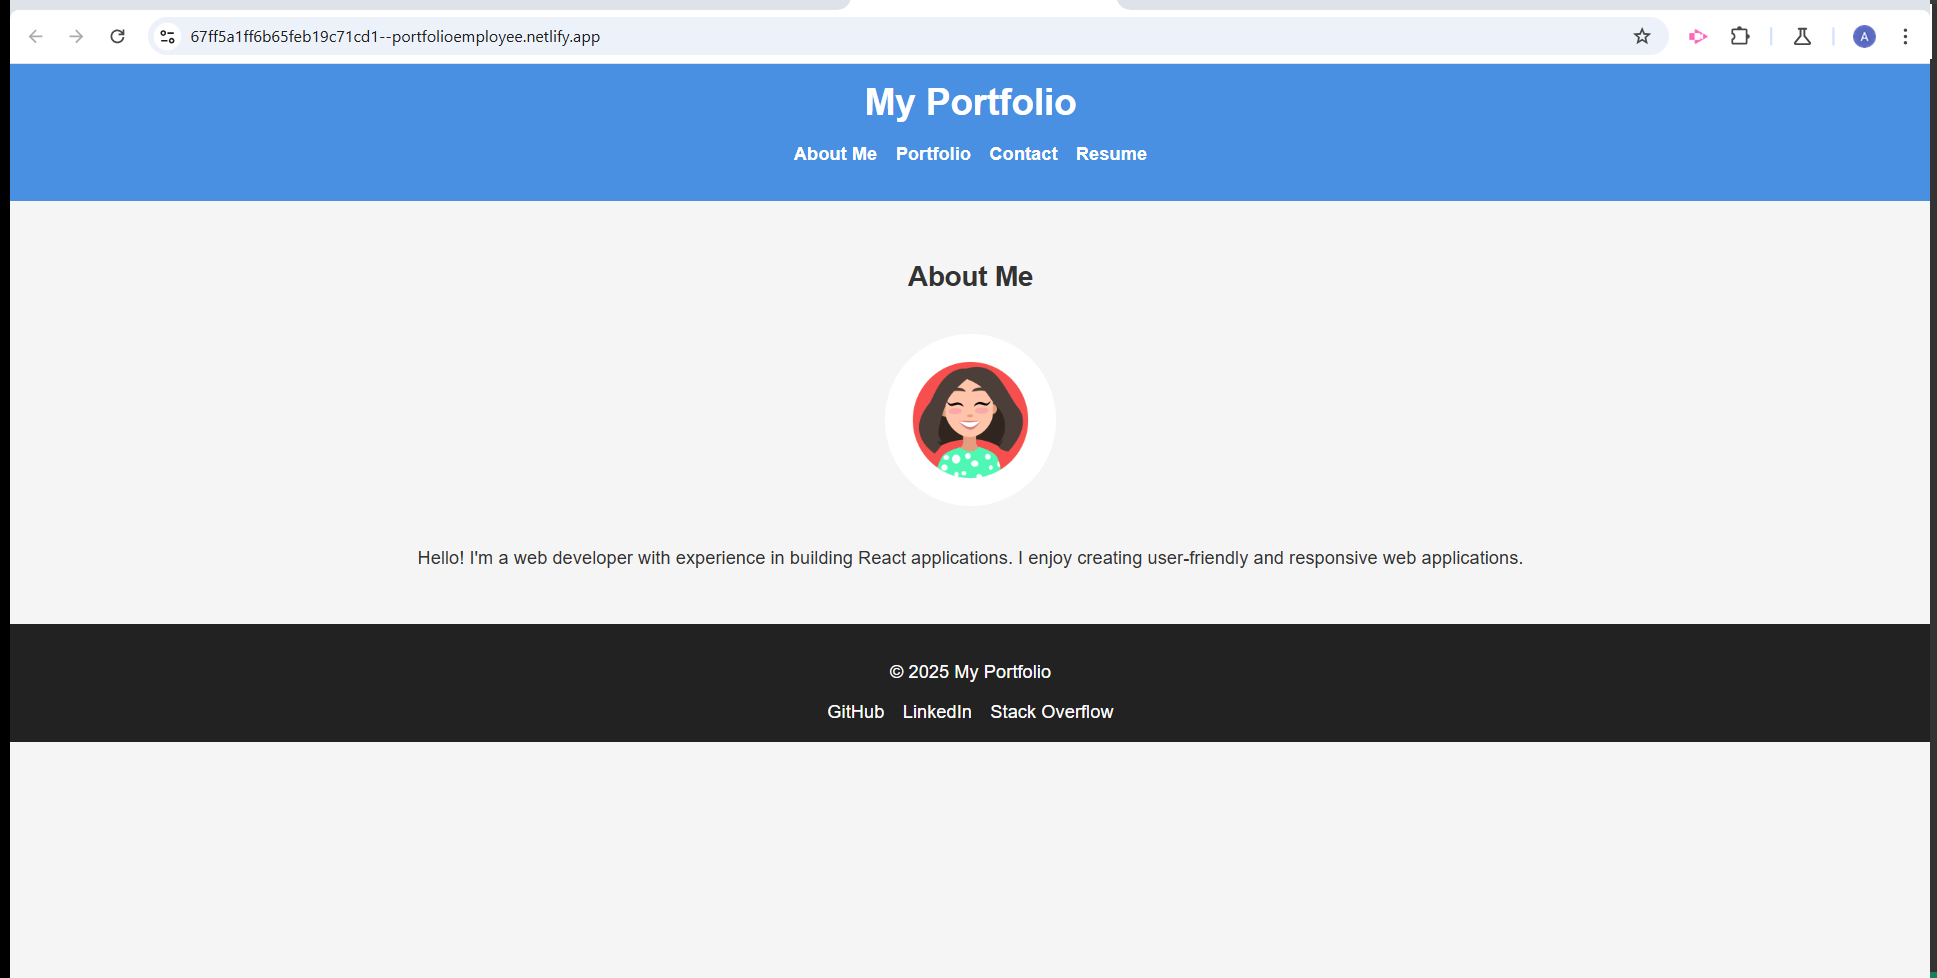 67ff5a1ff6b65feb19c71cd1--portfolioemployee.netlify.app
A
My Portfolio
About Me Portfolio Contact Resume
About Me
Hello! I'm a web developer with experience in building React applications. I enjoy creating user-friendly and responsive web applications.
© 2025 My Portfolio
GitHub LinkedIn Stack Overflow